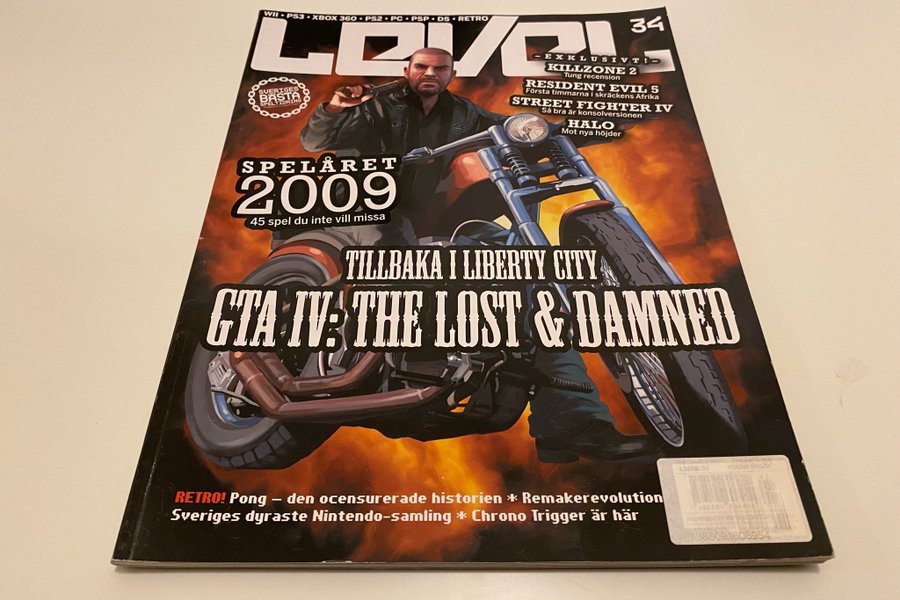 WII • PS3 • XBOX 360 • PS2 • PC • PSP • DS • RETRO
LEVEL
34
SVERIGES
BÄSTA
SPELTIDNING
- EXKLUSIVT! -
KILLZONE 2
Tung recension
RESIDENT EVIL 5
Första timmarna i skräckens Afrika
STREET FIGHTER IV
Så bra är konsolversionen
HALO
Mot nya höjder
SPELÅRET
2009
45 spel du inte vill missa
TILLBAKA I LIBERTY CITY
GTA IV: THE LOST & DAMNED
RETRO! Pong – den ocensurerade historien * Remakerevolution
Sveriges dyraste Nintendo-samling * Chrono Trigger är här